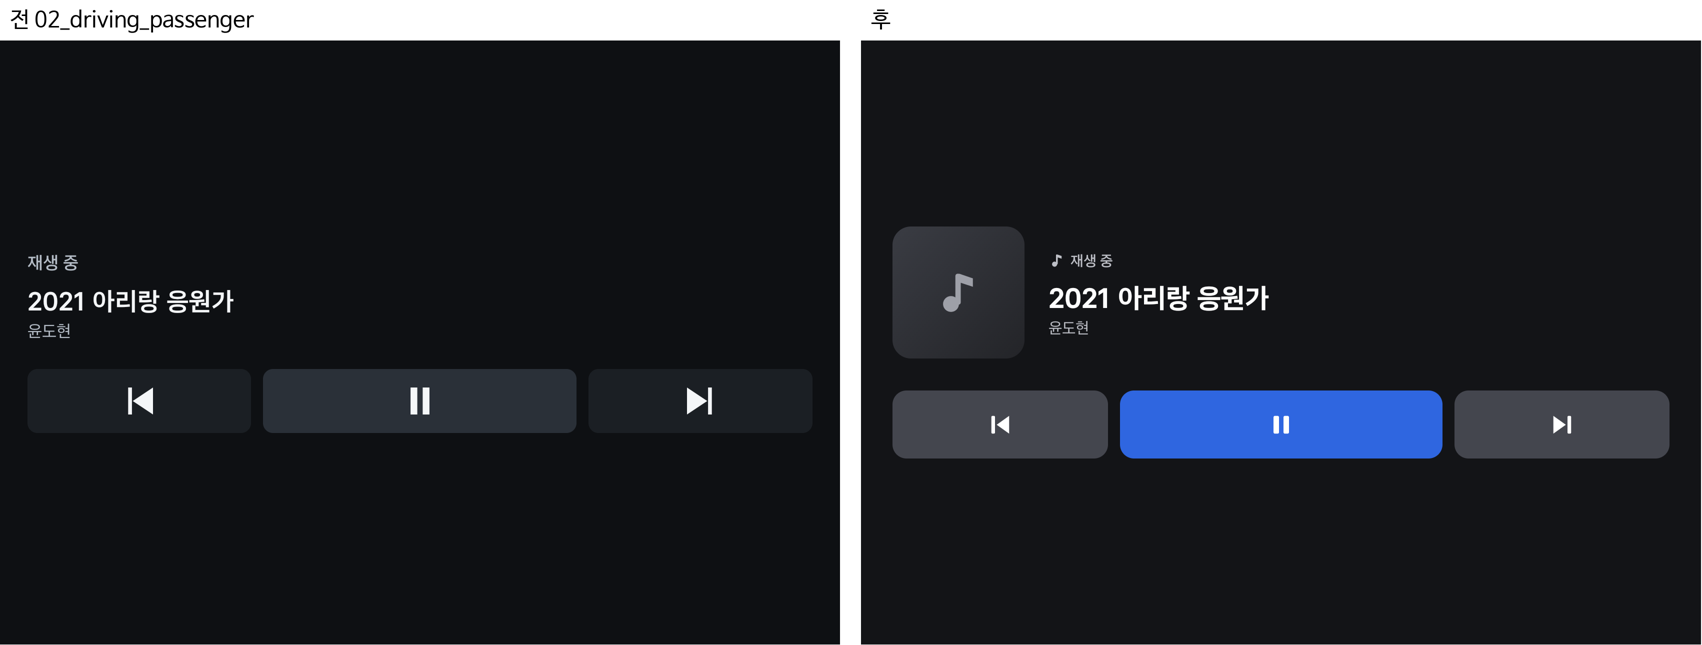 전 02_driving_passenger
후
재생 중
2021 아리랑 응원가
윤도현
재생 중
2021 아리랑 응원가
윤도현